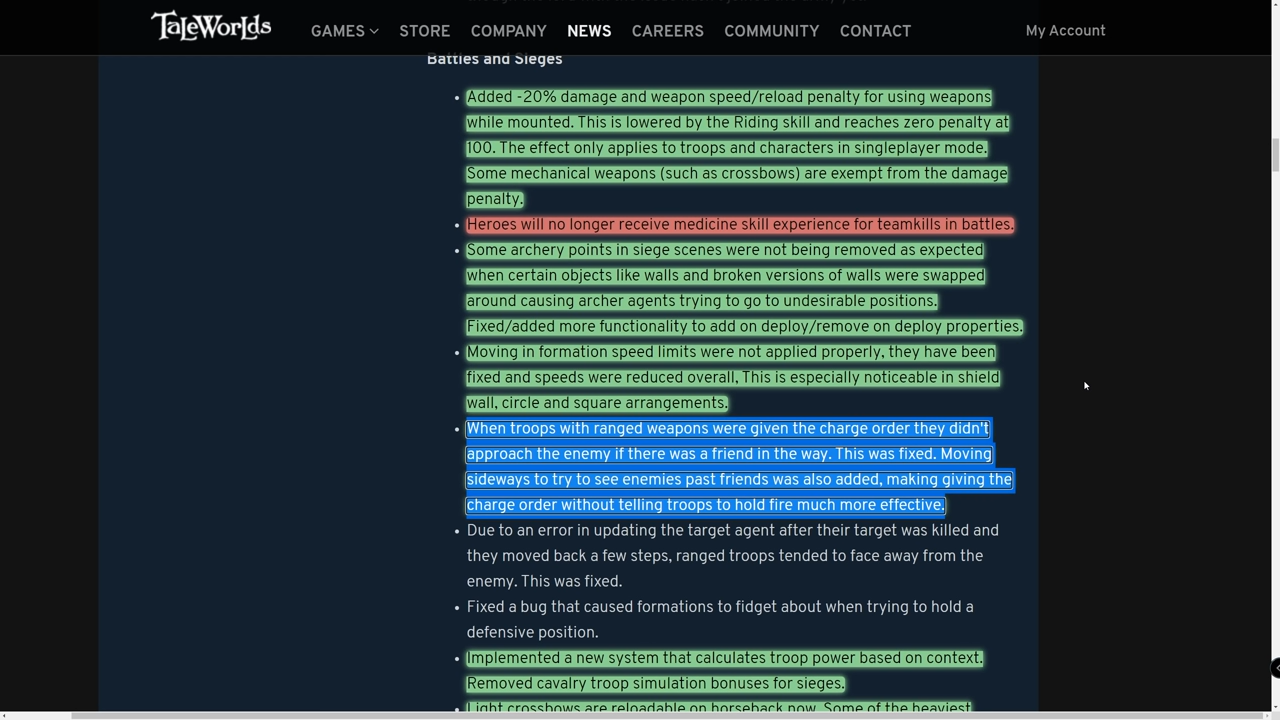 TALEWORLDS
GAMES STORE COMPANY NEWS CAREERS COMMUNITY CONTACT My Account
Battles and Sieges
• Added -20% damage and weapon speed/reload penalty for using weapons
while mounted. This is lowered by the Riding skill and reaches zero penalty at
100. The effect only applies to troops and characters in singleplayer mode.
Some mechanical weapons (such as crossbows) are exempt from the damage
penalty.
• Heroes will no longer receive medicine skill experience for teamkills in battles.
• Some archery points in siege scenes were not being removed as expected
when certain objects like walls and broken versions of walls were swapped
around causing archer agents trying to go to undesirable positions.
Fixed/added more functionality to add on deploy/remove on deploy properties.
• Moving in formation speed limits were not applied properly, they have been
fixed and speeds were reduced overall, This is especially noticeable in shield
wall, circle and square arrangements.
• When troops with ranged weapons were given the charge order they didn't
approach the enemy if there was a friend in the way. This was fixed. Moving
sideways to try to see enemies past friends was also added, making giving the
charge order without telling troops to hold fire much more effective.
• Due to an error in updating the target agent after their target was killed and
they moved back a few steps, ranged troops tended to face away from the
enemy. This was fixed.
• Fixed a bug that caused formations to fidget about when trying to hold a
defensive position.
• Implemented a new system that calculates troop power based on context.
Removed cavalry troop simulation bonuses for sieges.
• Light crossbows are reloadable on horseback now. Some of the heaviest